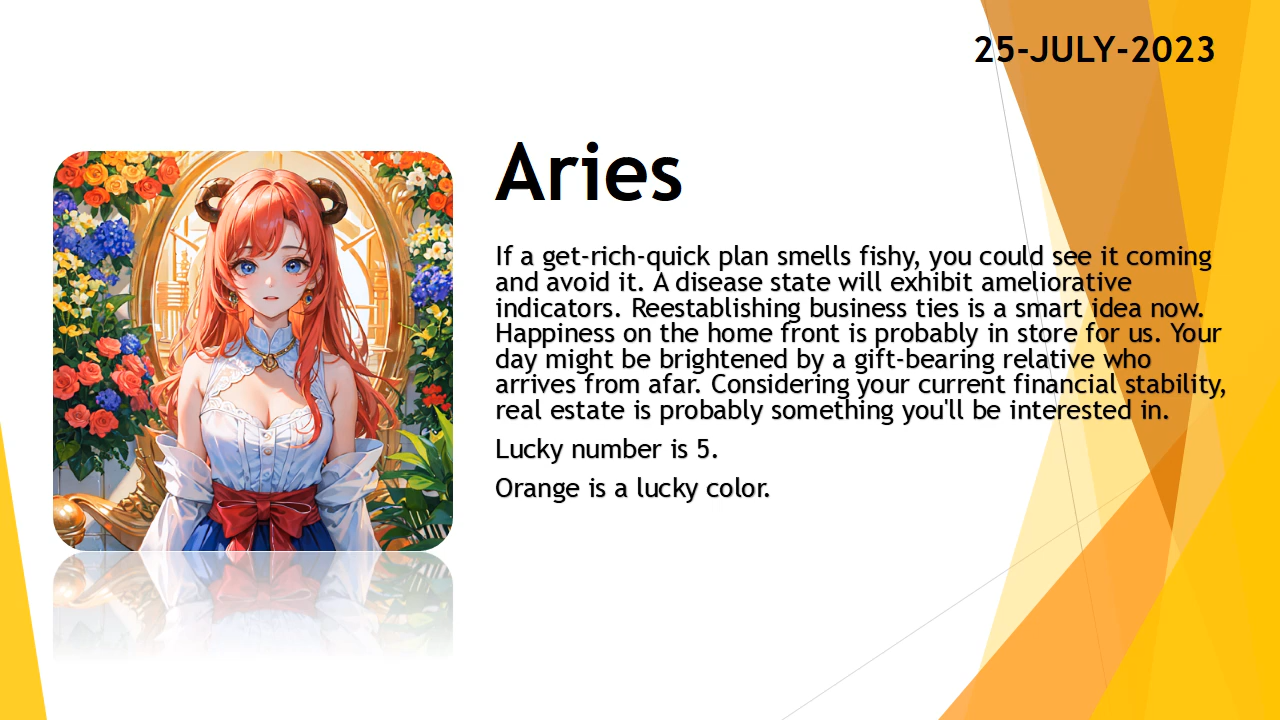 25-JULY-2023
Aries
If a get-rich-quick plan smells fishy, you could see it coming
and avoid it. A disease state will exhibit ameliorative
indicators. Reestablishing business ties is a smart idea now.
Happiness on the home front is probably in store for us. Your
day might be brightened by a gift-bearing relative who
arrives from afar. Considering your current financial stability,
real estate is probably something you'll be interested in.
Lucky number is 5.
Orange is a lucky color.